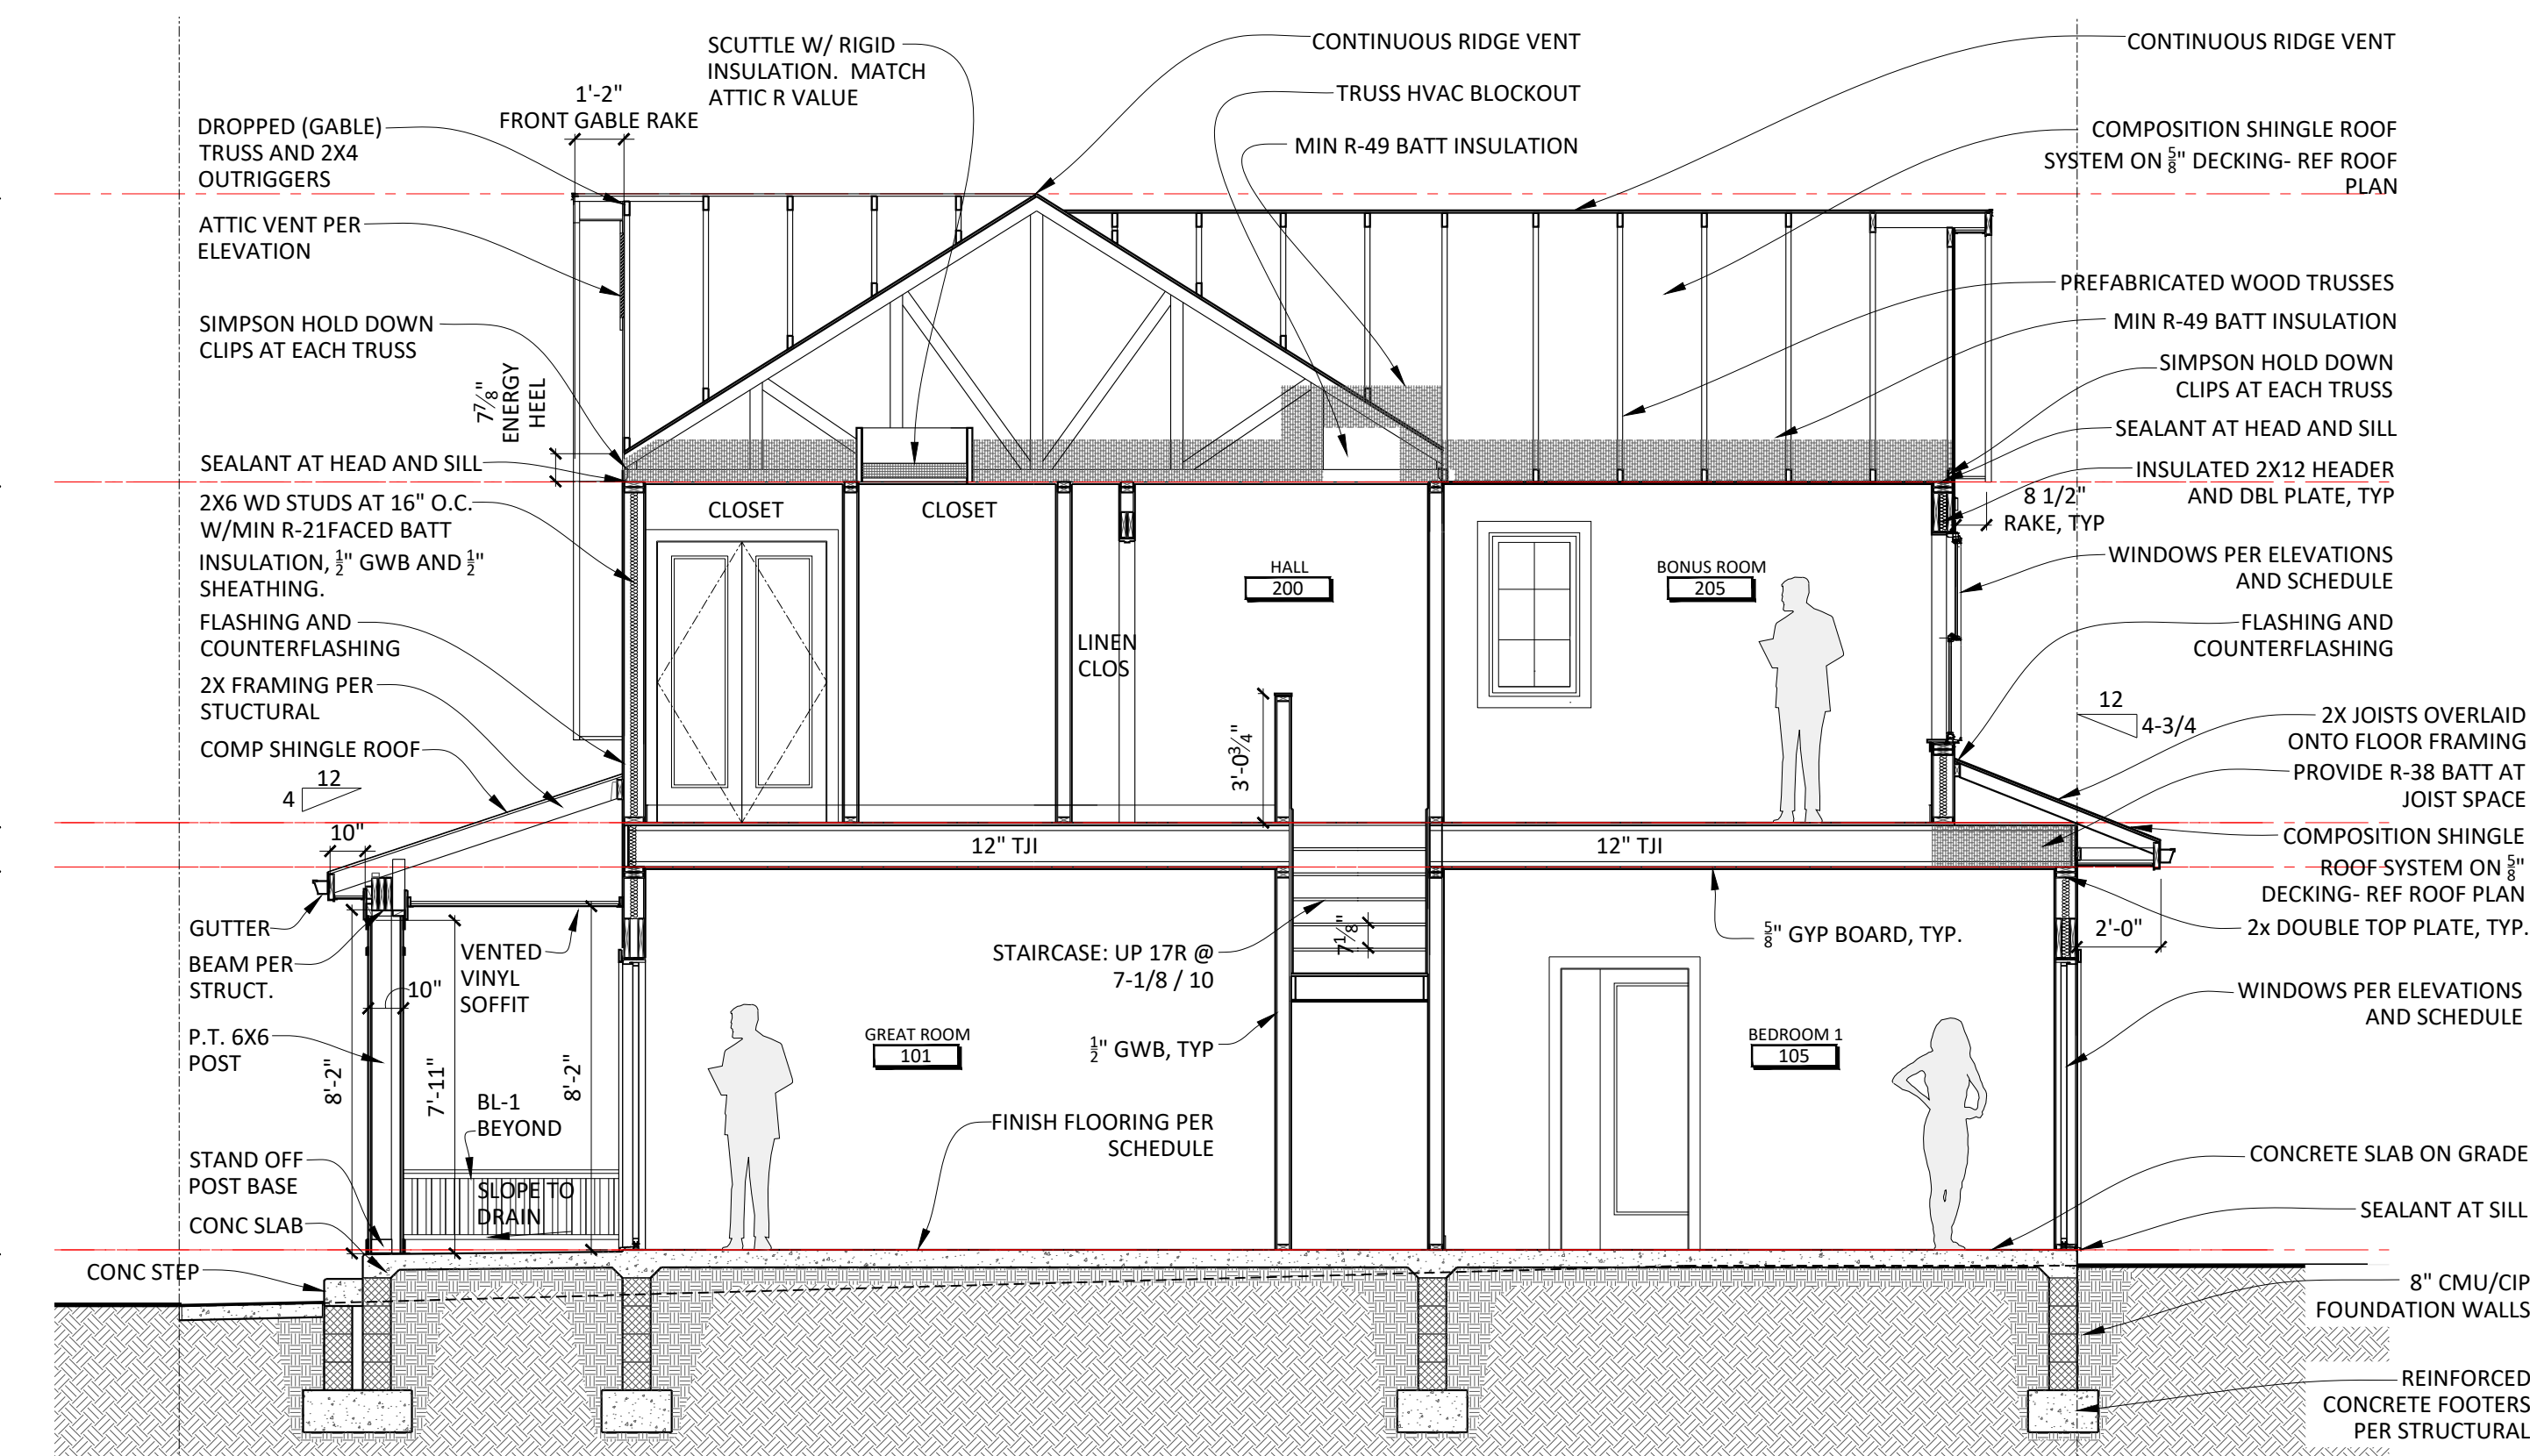 SCUTTLE W/ RIGID
INSULATION.  MATCH
ATTIC R VALUE
CONTINUOUS RIDGE VENT
CONTINUOUS RIDGE VENT
1'-2"
FRONT GABLE RAKE
TRUSS HVAC BLOCKOUT
MIN R-49 BATT INSULATION
DROPPED (GABLE)
TRUSS AND 2X4
OUTRIGGERS
COMPOSITION SHINGLE ROOF
SYSTEM ON 5/8" DECKING- REF ROOF
PLAN
ATTIC VENT PER
ELEVATION
PREFABRICATED WOOD TRUSSES
MIN R-49 BATT INSULATION
SIMPSON HOLD DOWN
CLIPS AT EACH TRUSS
SIMPSON HOLD DOWN
CLIPS AT EACH TRUSS
7 7/8"
ENERGY
HEEL
SEALANT AT HEAD AND SILL
SEALANT AT HEAD AND SILL
INSULATED 2X12 HEADER
AND DBL PLATE, TYP
8 1/2"
RAKE, TYP
2X6 WD STUDS AT 16" O.C.
W/MIN R-21FACED BATT
INSULATION, 1/2" GWB AND 1/2"
SHEATHING.
CLOSET
CLOSET
HALL
200
BONUS ROOM
205
WINDOWS PER ELEVATIONS
AND SCHEDULE
FLASHING AND
COUNTERFLASHING
FLASHING AND
COUNTERFLASHING
LINEN
CLOS
2X FRAMING PER
STUCTURAL
COMP SHINGLE ROOF
12
4
3'-0 3/4"
12
4-3/4
2X JOISTS OVERLAID
ONTO FLOOR FRAMING
PROVIDE R-38 BATT AT
JOIST SPACE
10"
12" TJI
12" TJI
COMPOSITION SHINGLE
ROOF SYSTEM ON 5/8"
DECKING- REF ROOF PLAN
GUTTER
2x DOUBLE TOP PLATE, TYP.
2'-0"
BEAM PER
STRUCT.
VENTED
VINYL
SOFFIT
10"
STAIRCASE: UP 17R @
7-1/8 / 10
7 1/8"
5/8" GYP BOARD, TYP.
WINDOWS PER ELEVATIONS
AND SCHEDULE
P.T. 6X6
POST
8'-2"
7'-11"
8'-2"
GREAT ROOM
101
1/2" GWB, TYP
BEDROOM 1
105
BL-1
BEYOND
FINISH FLOORING PER
SCHEDULE
STAND OFF
POST BASE
SLOPE TO
DRAIN
CONC SLAB
CONCRETE SLAB ON GRADE
SEALANT AT SILL
CONC STEP
8" CMU/CIP
FOUNDATION WALLS
REINFORCED
CONCRETE FOOTERS
PER STRUCTURAL